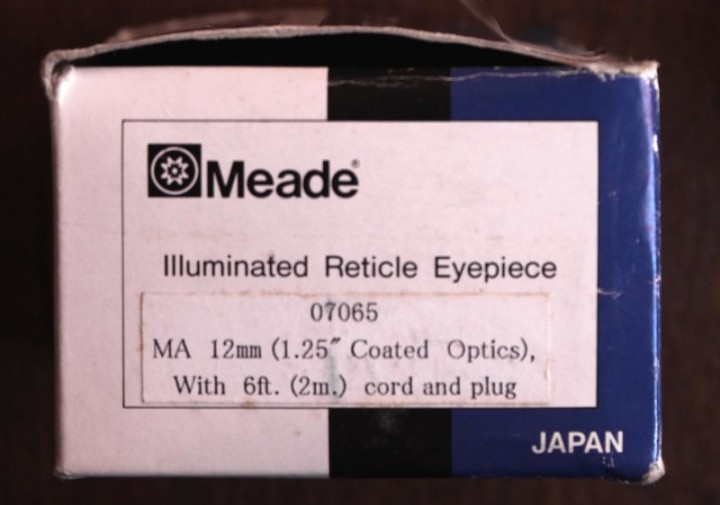 Meade®
Illuminated Reticle Eyepiece
07065
MA 12mm (1.25″ Coated Optics),
With 6ft. (2m.) cord and plug
JAPAN